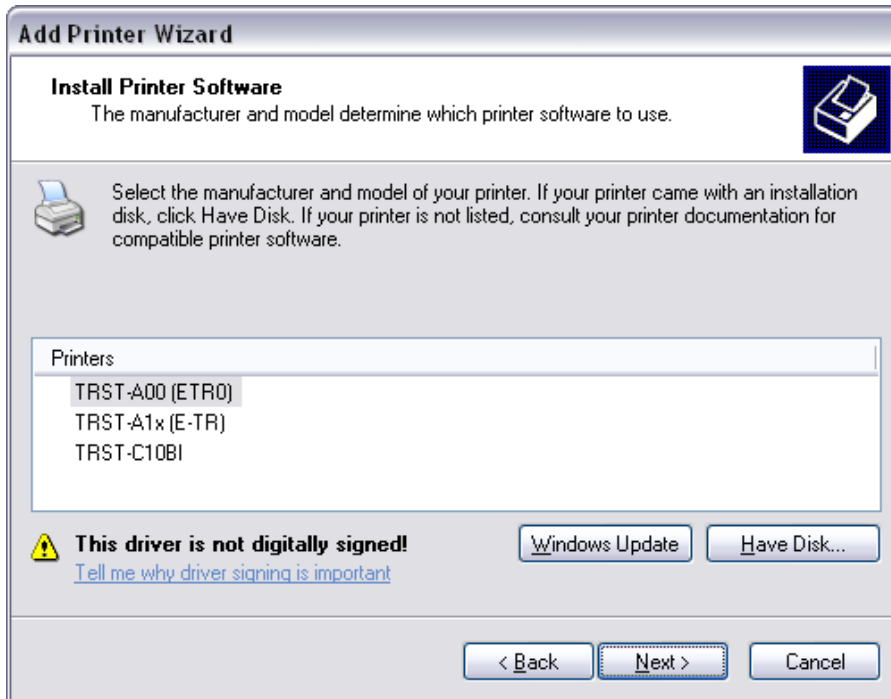 Add Printer Wizard
Install Printer Software
The manufacturer and model determine which printer software to use.
Select the manufacturer and model of your printer. If your printer came with an installation
disk, click Have Disk. If your printer is not listed, consult your printer documentation for
compatible printer software.
Printers
TRST-A00 (ETR0)
TRST-A1x (E-TR)
TRST-C10BI
This driver is not digitally signed!
Tell me why driver signing is important
Windows Update
Have Disk...
< Back
Next >
Cancel